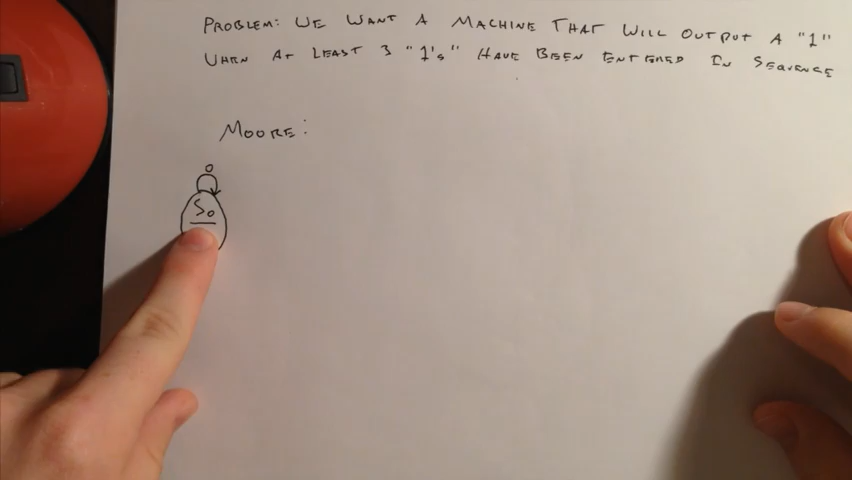 PROBLEM: WE WANT A MACHINE THAT WILL OUTPUT A "1"
WHEN AT LEAST 3 "1's" HAVE BEEN ENTERED IN SEQUENCE
MOORE:
0
S0